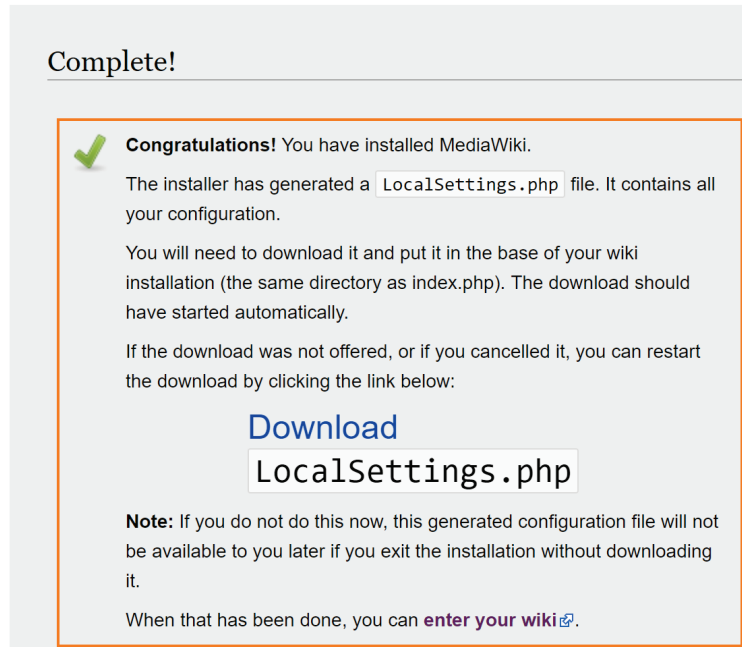 Complete!
Congratulations! You have installed MediaWiki.
The installer has generated a LocalSettings.php file. It contains all
your configuration.
You will need to download it and put it in the base of your wiki
installation (the same directory as index.php). The download should
have started automatically.
If the download was not offered, or if you cancelled it, you can restart
the download by clicking the link below:
Download
LocalSettings.php
Note: If you do not do this now, this generated configuration file will not
be available to you later if you exit the installation without downloading
it.
When that has been done, you can enter your wiki.